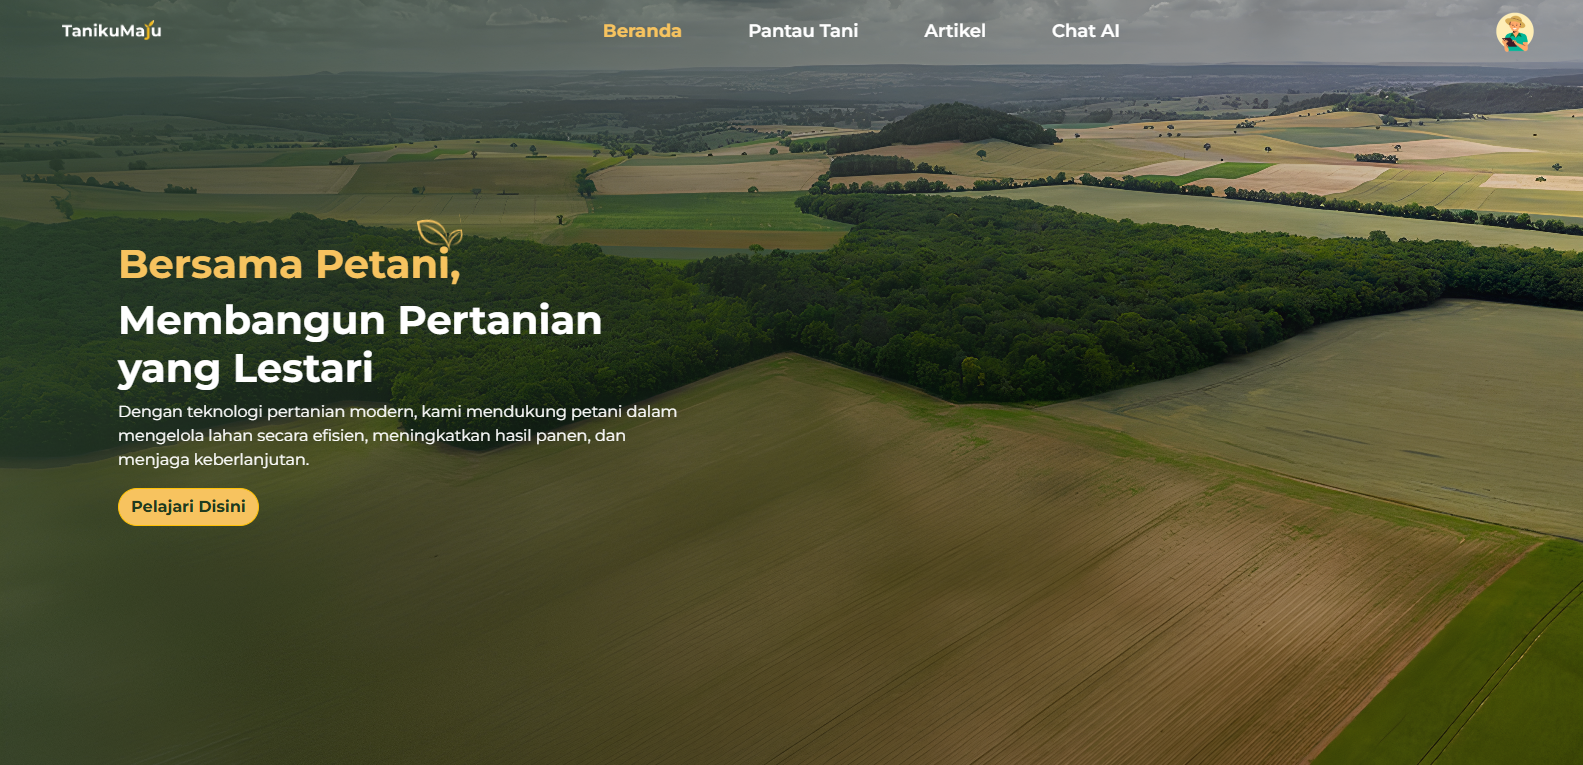 TanikuMaju
Beranda
Pantau Tani
Artikel
Chat AI
Bersama Petani,
Membangun Pertanian
yang Lestari
Dengan teknologi pertanian modern, kami mendukung petani dalam
mengelola lahan secara efisien, meningkatkan hasil panen, dan
menjaga keberlanjutan.
Pelajari Disini